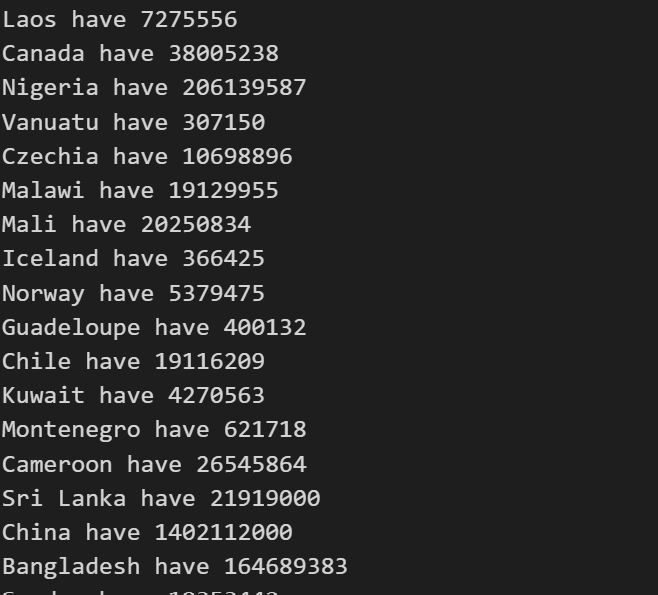 Laos have 7275556
Canada have 38005238
Nigeria have 206139587
Vanuatu have 307150
Czechia have 10698896
Malawi have 19129955
Mali have 20250834
Iceland have 366425
Norway have 5379475
Guadeloupe have 400132
Chile have 19116209
Kuwait have 4270563
Montenegro have 621718
Cameroon have 26545864
Sri Lanka have 21919000
China have 1402112000
Bangladesh have 164689383